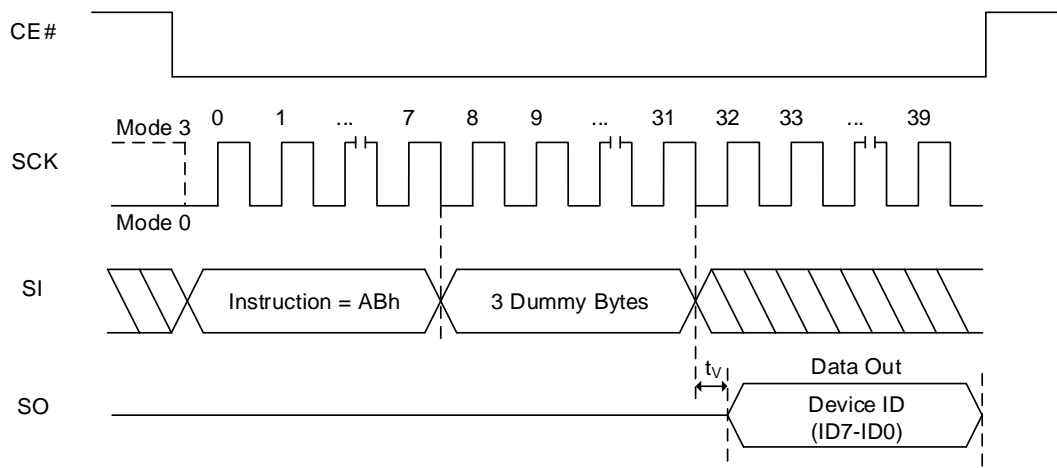 CE#
0 1 ... 7 8 9 ... 31 32 33 ... 39
Mode 3
SCK
Mode 0
SI
Instruction = ABh
3 Dummy Bytes
tV
Data Out
SO
Device ID
(ID7-ID0)